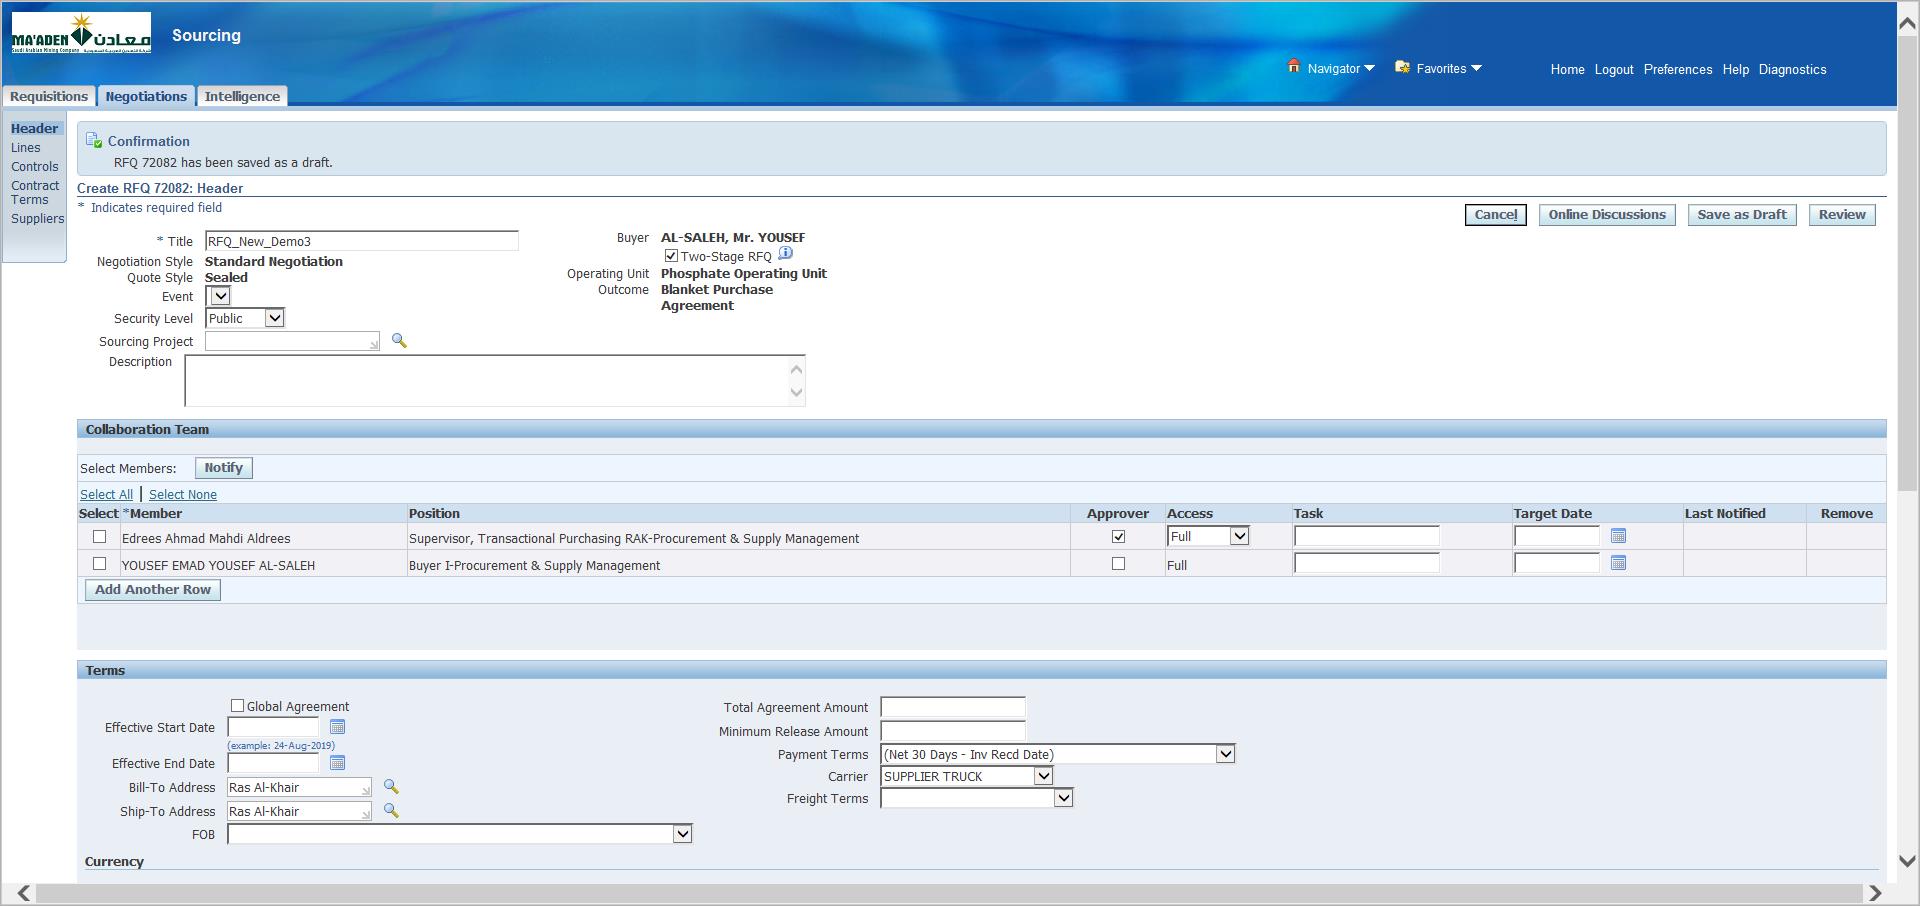 MA'ADEN معادن
Saudi Arabian Mining Company
Sourcing
Navigator
Favorites
Home Logout Preferences Help Diagnostics
Requisitions Negotiations Intelligence
Header
Lines
Controls
Contract
Terms
Suppliers
Confirmation
RFQ 72082 has been saved as a draft.
Create RFQ 72082: Header
* Indicates required field
Cancel Online Discussions Save as Draft Review
* Title RFQ_New_Demo3
Negotiation Style Standard Negotiation
Quote Style Sealed
Event
Security Level Public
Sourcing Project
Description
Buyer AL-SALEH, Mr. YOUSEF
Two-Stage RFQ
Operating Unit Phosphate Operating Unit
Outcome Blanket Purchase
Agreement
Collaboration Team
Select Members: Notify
Select All | Select None
Select *Member Position Approver Access Task Target Date Last Notified Remove
Edrees Ahmad Mahdi Aldrees Supervisor, Transactional Purchasing RAK-Procurement & Supply Management Full
YOUSEF EMAD YOUSEF AL-SALEH Buyer I-Procurement & Supply Management Full
Add Another Row
Terms
Global Agreement
Effective Start Date
(example: 24-Aug-2019)
Effective End Date
Bill-To Address Ras Al-Khair
Ship-To Address Ras Al-Khair
FOB
Total Agreement Amount
Minimum Release Amount
Payment Terms (Net 30 Days - Inv Recd Date)
Carrier SUPPLIER TRUCK
Freight Terms
Currency